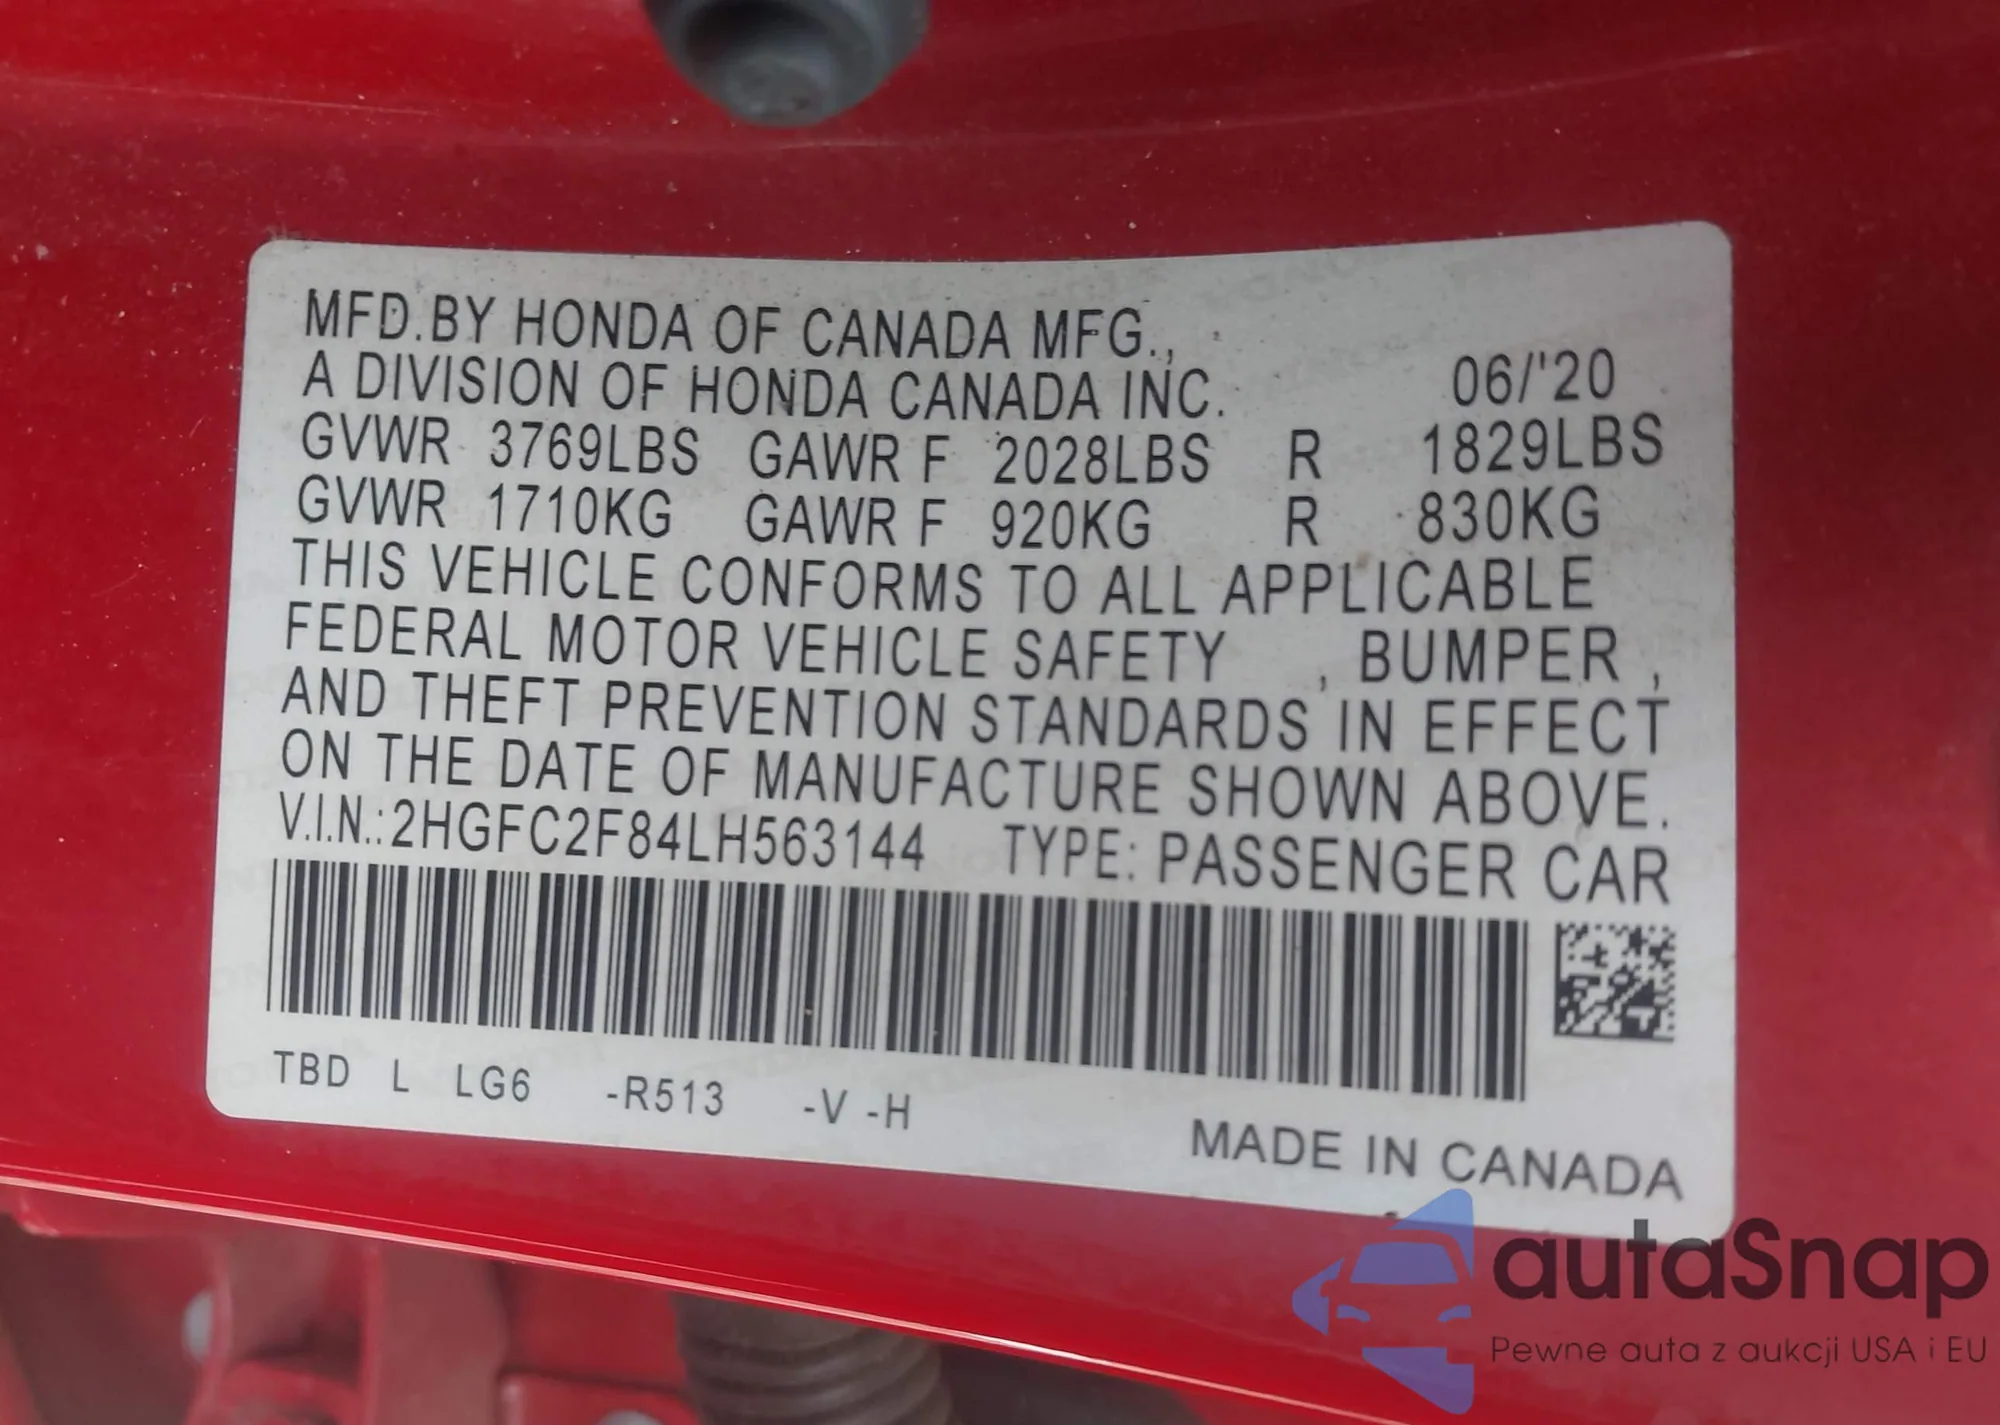 MFD.BY HONDA OF CANADA MFG.,
A DIVISION OF HONDA CANADA INC. 06/'20
GVWR 3769LBS GAWR F 2028LBS R 1829LBS
GVWR 1710KG GAWR F 920KG R 830KG
THIS VEHICLE CONFORMS TO ALL APPLICABLE
FEDERAL MOTOR VEHICLE SAFETY , BUMPER ,
AND THEFT PREVENTION STANDARDS IN EFFECT
ON THE DATE OF MANUFACTURE SHOWN ABOVE.
V.I.N.:2HGFC2F84LH563144 TYPE: PASSENGER CAR
TBD L LG6 -R513 -V -H
MADE IN CANADA
autaSnap
Pewne auta z aukcji USA i EU